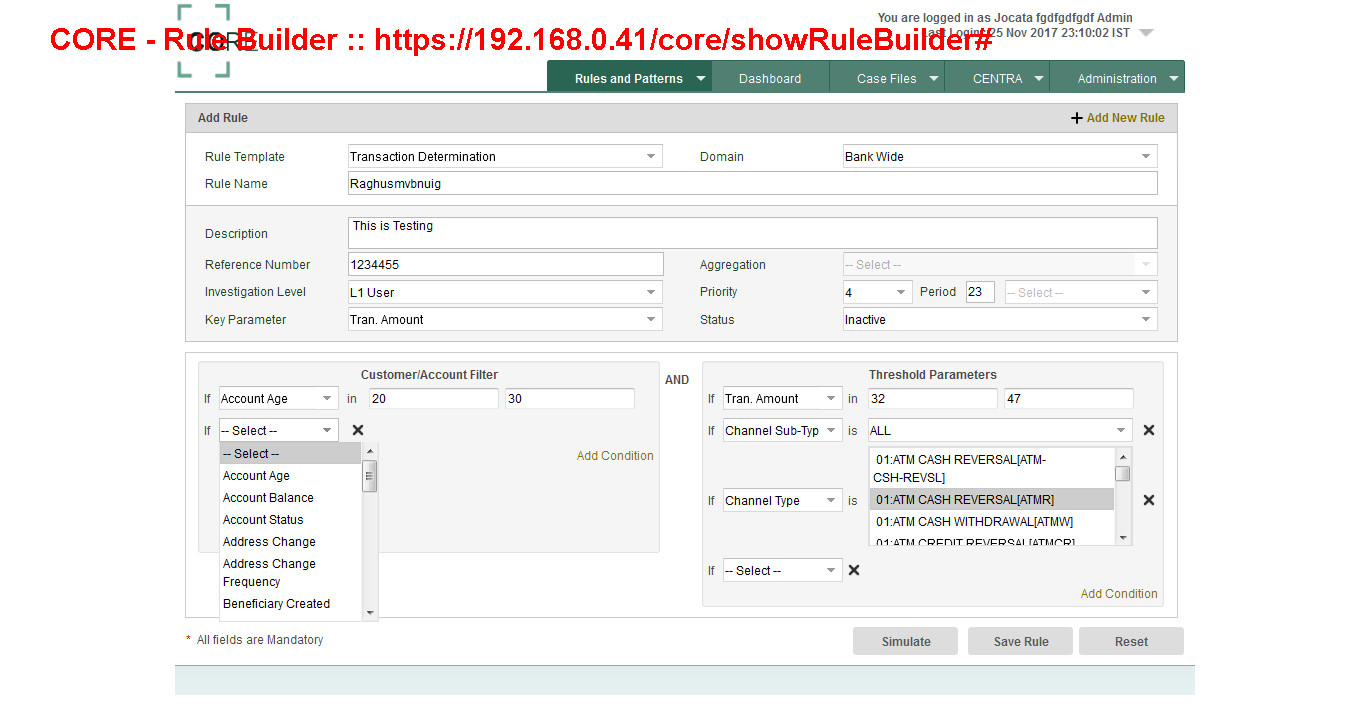 You are logged in as Jocata fgdfgdfgdf Admin
CORE - Rule Builder :: https://192.168.0.41/core/showRuleBuilder#
CORE
Last Login: 25 Nov 2017 23:10:02 IST
Rules and Patterns Dashboard Case Files CENTRA Administration
Add Rule Add New Rule
Rule Template Transaction Determination Domain Bank Wide
Rule Name Raghusmvbnuig
Description This is Testing
Reference Number 1234455 Aggregation -- Select --
Investigation Level L1 User Priority 4 Period 23 -- Select --
Key Parameter Tran. Amount Status Inactive
Customer/Account Filter AND Threshold Parameters
If Account Age in 20 30 If Tran. Amount in 32 47
If -- Select -- If Channel Sub-Typ is ALL
-- Select --
Account Age
Account Balance
Account Status
Address Change
Address Change
Frequency
Beneficiary Created
Add Condition
01:ATM CASH REVERSAL[ATM-
CSH-REVSL]
If Channel Type is 01:ATM CASH REVERSAL[ATMR]
01:ATM CASH WITHDRAWAL[ATMW]
01:ATM CREDIT REVERSAL[ATMCR]
If -- Select --
Add Condition
* All fields are Mandatory Simulate Save Rule Reset